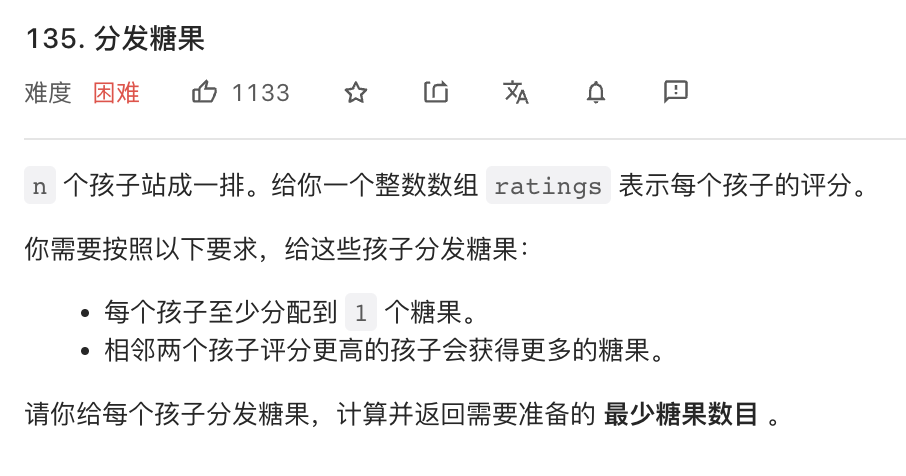 135. 分发糖果
难度 困难 1133
n 个孩子站成一排。给你一个整数数组 ratings 表示每个孩子的评分。
你需要按照以下要求，给这些孩子分发糖果：
• 每个孩子至少分配到 1 个糖果。
• 相邻两个孩子评分更高的孩子会获得更多的糖果。
请你给每个孩子分发糖果，计算并返回需要准备的 最少糖果数目 。